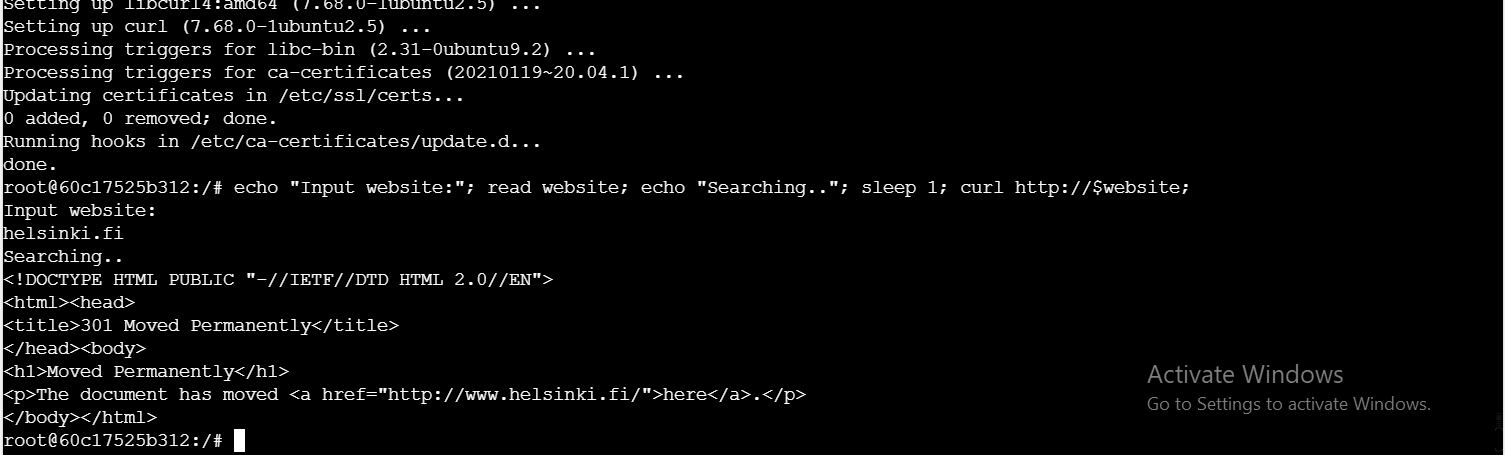 Setting up libcurl4:amd64 (7.68.0-1ubuntu2.5) ...
Setting up curl (7.68.0-1ubuntu2.5) ...
Processing triggers for libc-bin (2.31-0ubuntu9.2) ...
Processing triggers for ca-certificates (20210119~20.04.1) ...
Updating certificates in /etc/ssl/certs...
0 added, 0 removed; done.
Running hooks in /etc/ca-certificates/update.d...
done.
root@60c17525b312:/# echo "Input website:"; read website; echo "Searching.."; sleep 1; curl http://$website;
Input website:
helsinki.fi
Searching..
<!DOCTYPE HTML PUBLIC "-//IETF//DTD HTML 2.0//EN">
<html><head>
<title>301 Moved Permanently</title>
</head><body>
<h1>Moved Permanently</h1>
<p>The document has moved <a href="http://www.helsinki.fi/">here</a>.</p>
</body></html>
root@60c17525b312:/#
Activate Windows
Go to Settings to activate Windows.